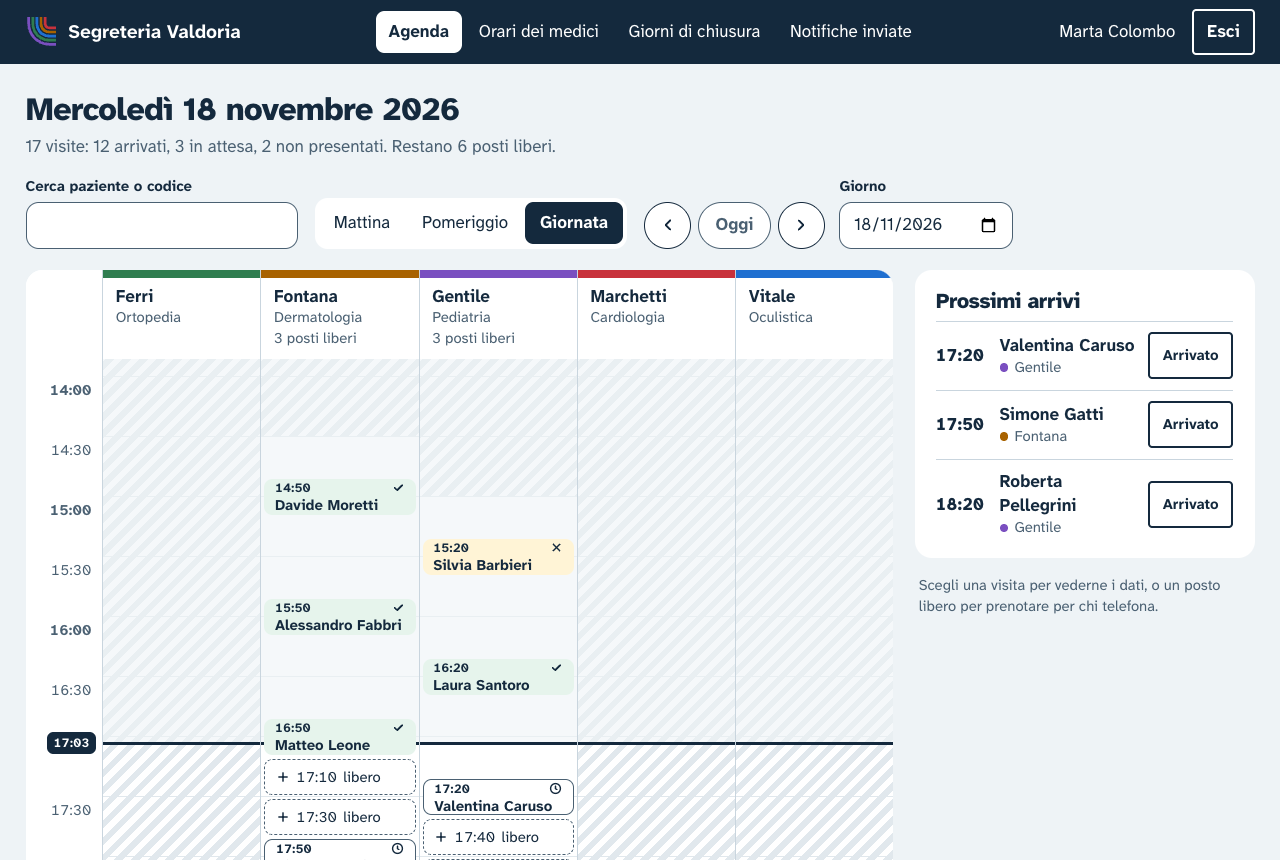 Segreteria Valdoria
Agenda
Orari dei medici
Giorni di chiusura
Notifiche inviate
Marta Colombo
Esci
Mercoledì 18 novembre 2026
17 visite: 12 arrivati, 3 in attesa, 2 non presentati. Restano 6 posti liberi.
Cerca paziente o codice
Mattina
Pomeriggio
Giornata
Oggi
Giorno
18/11/2026
Ferri
Ortopedia
Fontana
Dermatologia
3 posti liberi
Gentile
Pediatria
3 posti liberi
Marchetti
Cardiologia
Vitale
Oculistica
14:00
14:30
15:00
15:30
16:00
16:30
17:03
17:30
14:50
Davide Moretti
15:50
Alessandro Fabbri
16:50
Matteo Leone
+ 17:10 libero
+ 17:30 libero
17:50
15:20
Silvia Barbieri
16:20
Laura Santoro
17:20
Valentina Caruso
+ 17:40 libero
Prossimi arrivi
17:20
Valentina Caruso
Gentile
Arrivato
17:50
Simone Gatti
Fontana
Arrivato
18:20
Roberta
Pellegrini
Gentile
Arrivato
Scegli una visita per vederne i dati, o un posto
libero per prenotare per chi telefona.